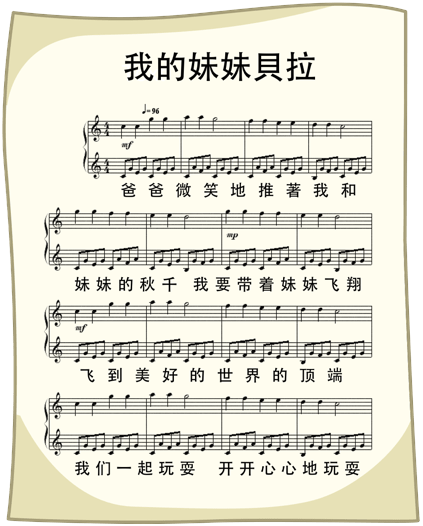 我的妹妹貝拉
♩=96
mf
爸爸微笑地推著我和
mp
妹妹的秋千 我要带着妹妹飞翔
mf
飞到美好的世界的顶端
我们一起玩耍 开开心心地玩耍